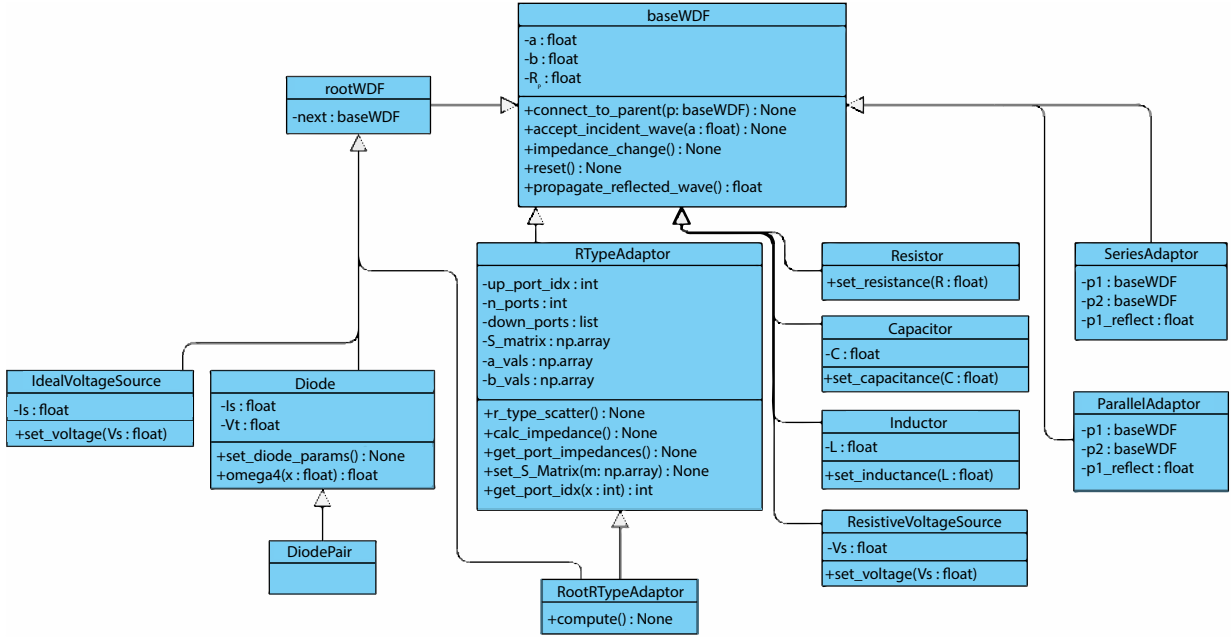 baseWDF
-a : float
-b : float
-Rp : float
+connect_to_parent(p: baseWDF) : None
+accept_incident_wave(a : float) : None
+impedance_change() : None
+reset() : None
+propagate_reflected_wave() : float
rootWDF
-next : baseWDF
RTypeAdaptor
-up_port_idx : int
-n_ports : int
-down_ports : list
-S_matrix : np.array
-a_vals : np.array
-b_vals : np.array
+r_type_scatter() : None
+calc_impedance() : None
+get_port_impedances() : None
+set_S_Matrix(m: np.array) : None
+get_port_idx(x : int) : int
Resistor
+set_resistance(R : float)
Capacitor
-C : float
+set_capacitance(C : float)
Inductor
-L : float
+set_inductance(L : float)
ResistiveVoltageSource
-Vs : float
+set_voltage(Vs : float)
SeriesAdaptor
-p1 : baseWDF
-p2 : baseWDF
-p1_reflect : float
ParallelAdaptor
-p1 : baseWDF
-p2 : baseWDF
-p1_reflect : float
IdealVoltageSource
-Is : float
+set_voltage(Vs : float)
Diode
-Is : float
-Vt : float
+set_diode_params() : None
+omega4(x : float) : float
DiodePair
RootRTypeAdaptor
+compute() : None